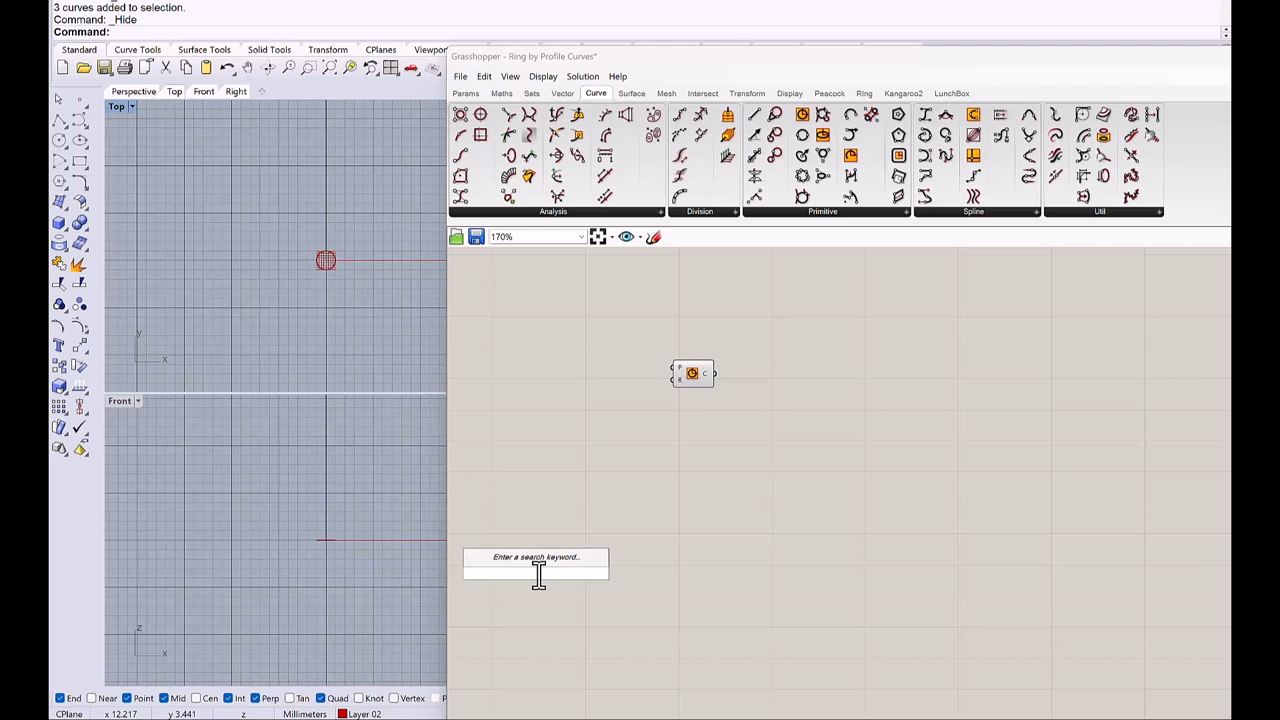 3 curves added to selection.
Command: _Hide
Command:
Standard Curve Tools Surface Tools Solid Tools Transform CPlanes Viewpor
Grasshopper - Ring by Profile Curves*
File Edit View Display Solution Help
Perspective Top Front Right
Params Maths Sets Vector Curve Surface Mesh Intersect Transform Display Peacock Ring Kangaroo2 LunchBox
Top
Analysis Division Primitive Spline Util
170%
y
x
P
R
C
Front
Enter a search keyword..
z
x
End Near Point Mid Cen Int Perp Tan Quad Knot Vertex P
CPlane x 12.217 y 3.441 z Millimeters Layer 02